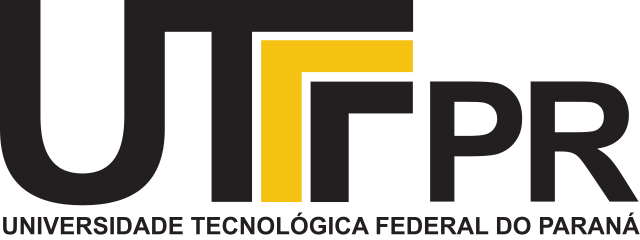 UTFPR
UNIVERSIDADE TECNOLÓGICA FEDERAL DO PARANÁ